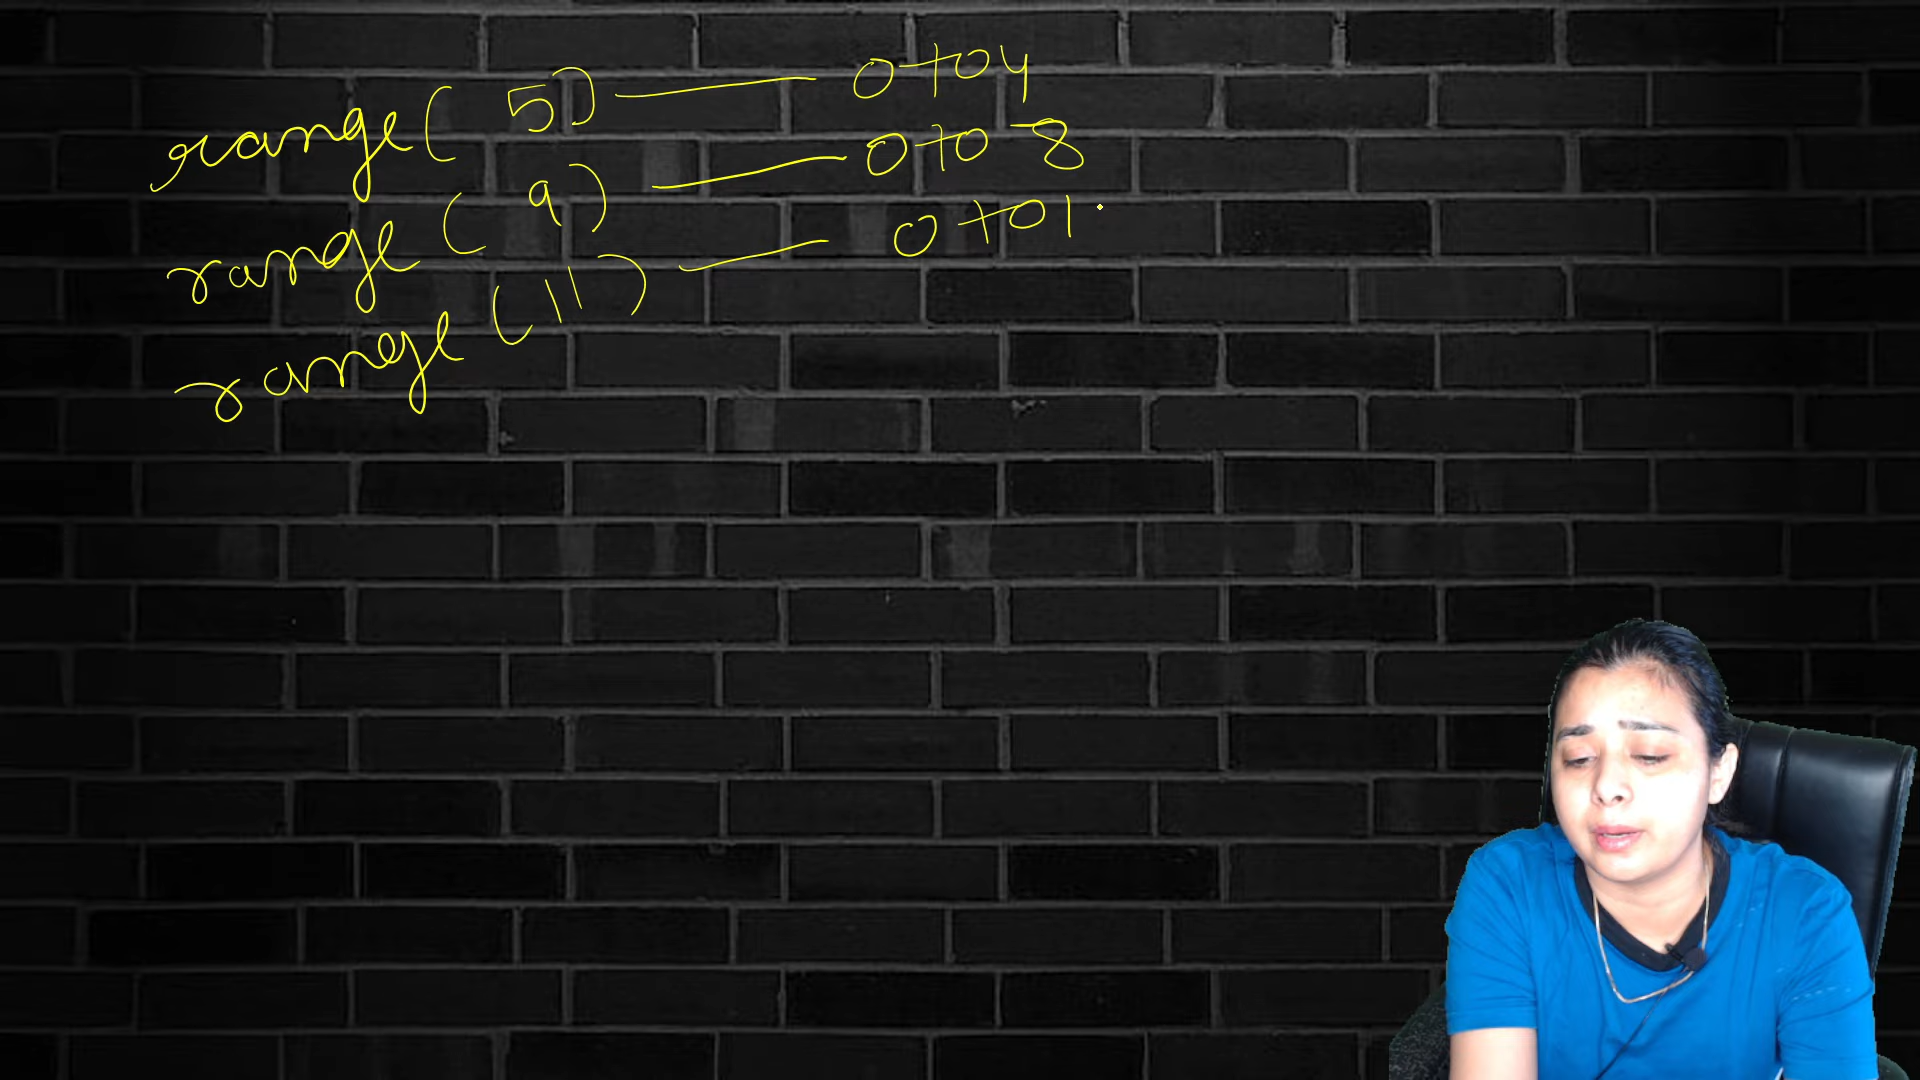 range( 5) — 0 to 4
range ( 9) — 0 to 8
range (11) — 0 to 1